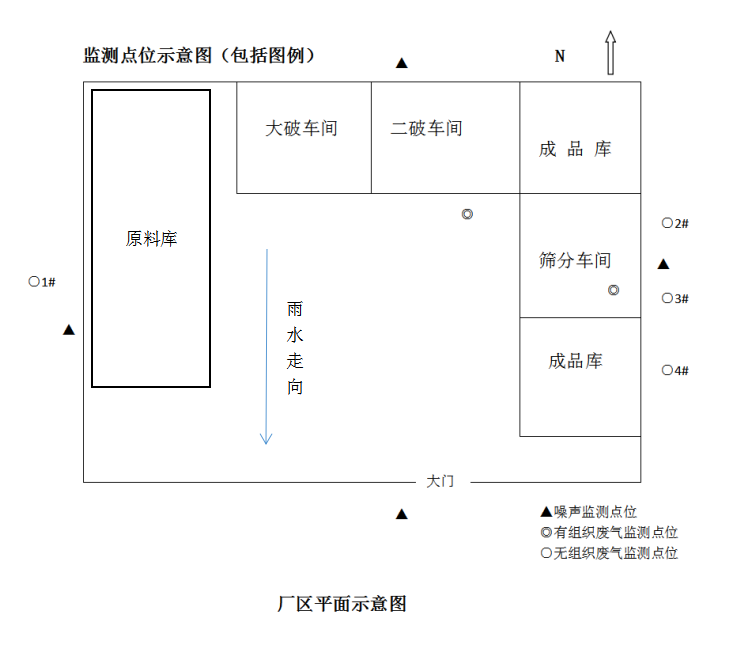 监测点位示意图（包括图例）
N
大破车间
二破车间
成 品 库
原料库
○2#
筛分车间
○1#
○3#
雨
水
走
向
成品库
○4#
大门
▲噪声监测点位
◎有组织废气监测点位
○无组织废气监测点位
厂区平面示意图